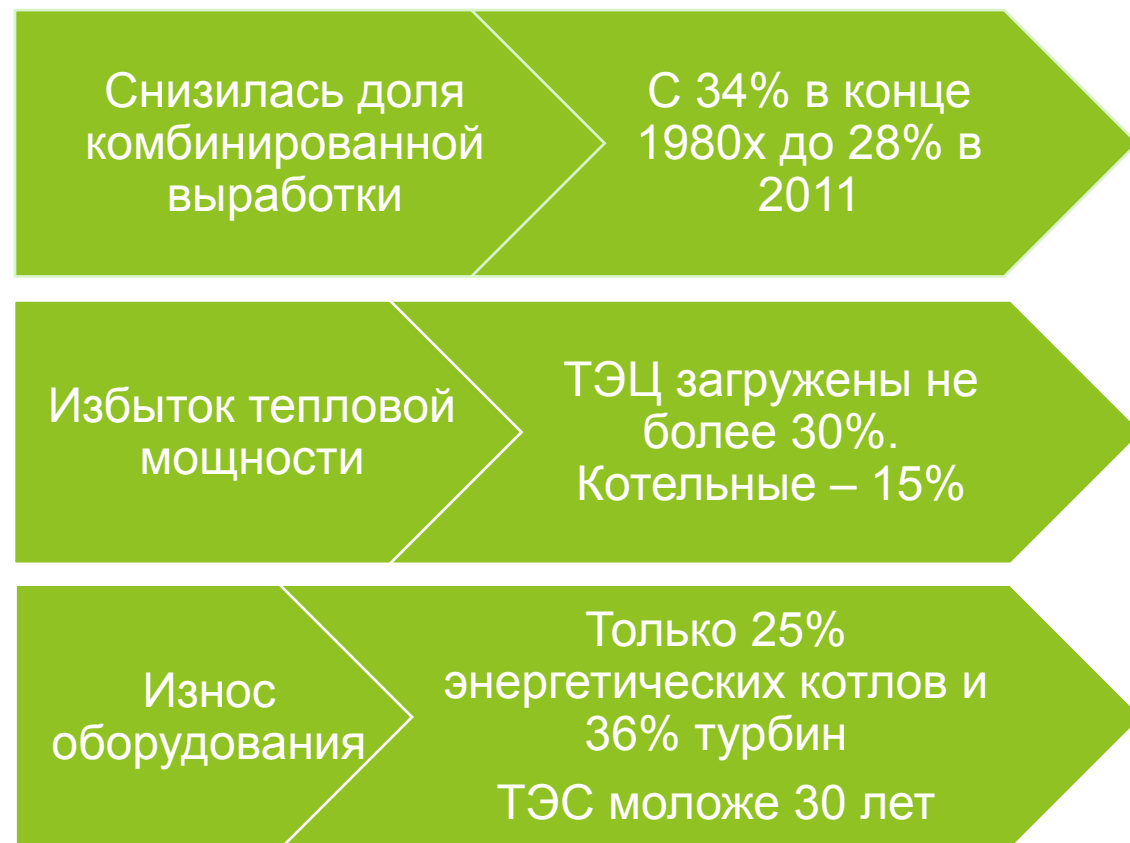 Снизилась доля
комбинированной
выработки
С 34% в конце
1980х до 28% в
2011
Избыток тепловой
мощности
ТЭЦ загружены не
более 30%.
Котельные – 15%
Износ
оборудования
Только 25%
энергетических котлов и
36% турбин
ТЭС моложе 30 лет